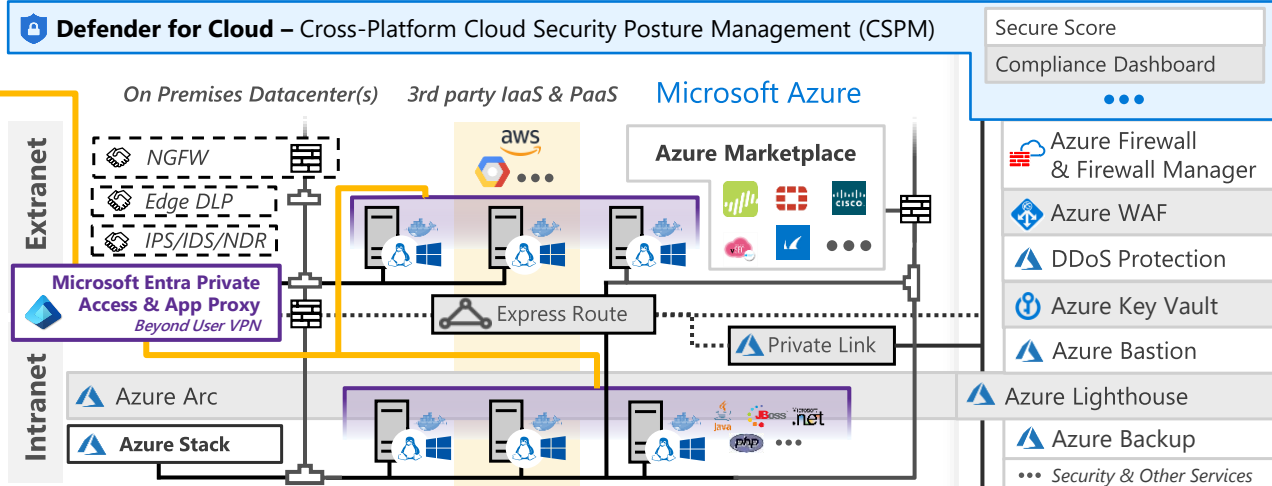 Defender for Cloud – Cross-Platform Cloud Security Posture Management (CSPM)
Secure Score
Compliance Dashboard
On Premises Datacenter(s)
3rd party IaaS & PaaS
Microsoft Azure
Extranet
NGFW
Edge DLP
IPS/IDS/NDR
aws
Azure Marketplace
CISCO
Azure Firewall
& Firewall Manager
Azure WAF
DDoS Protection
Azure Key Vault
Azure Bastion
Microsoft Entra Private
Access & App Proxy
Beyond User VPN
Express Route
Private Link
Intranet
Azure Arc
Azure Lighthouse
Azure Stack
Java
JBoss
Microsoft
.net
php
Azure Backup
Security & Other Services